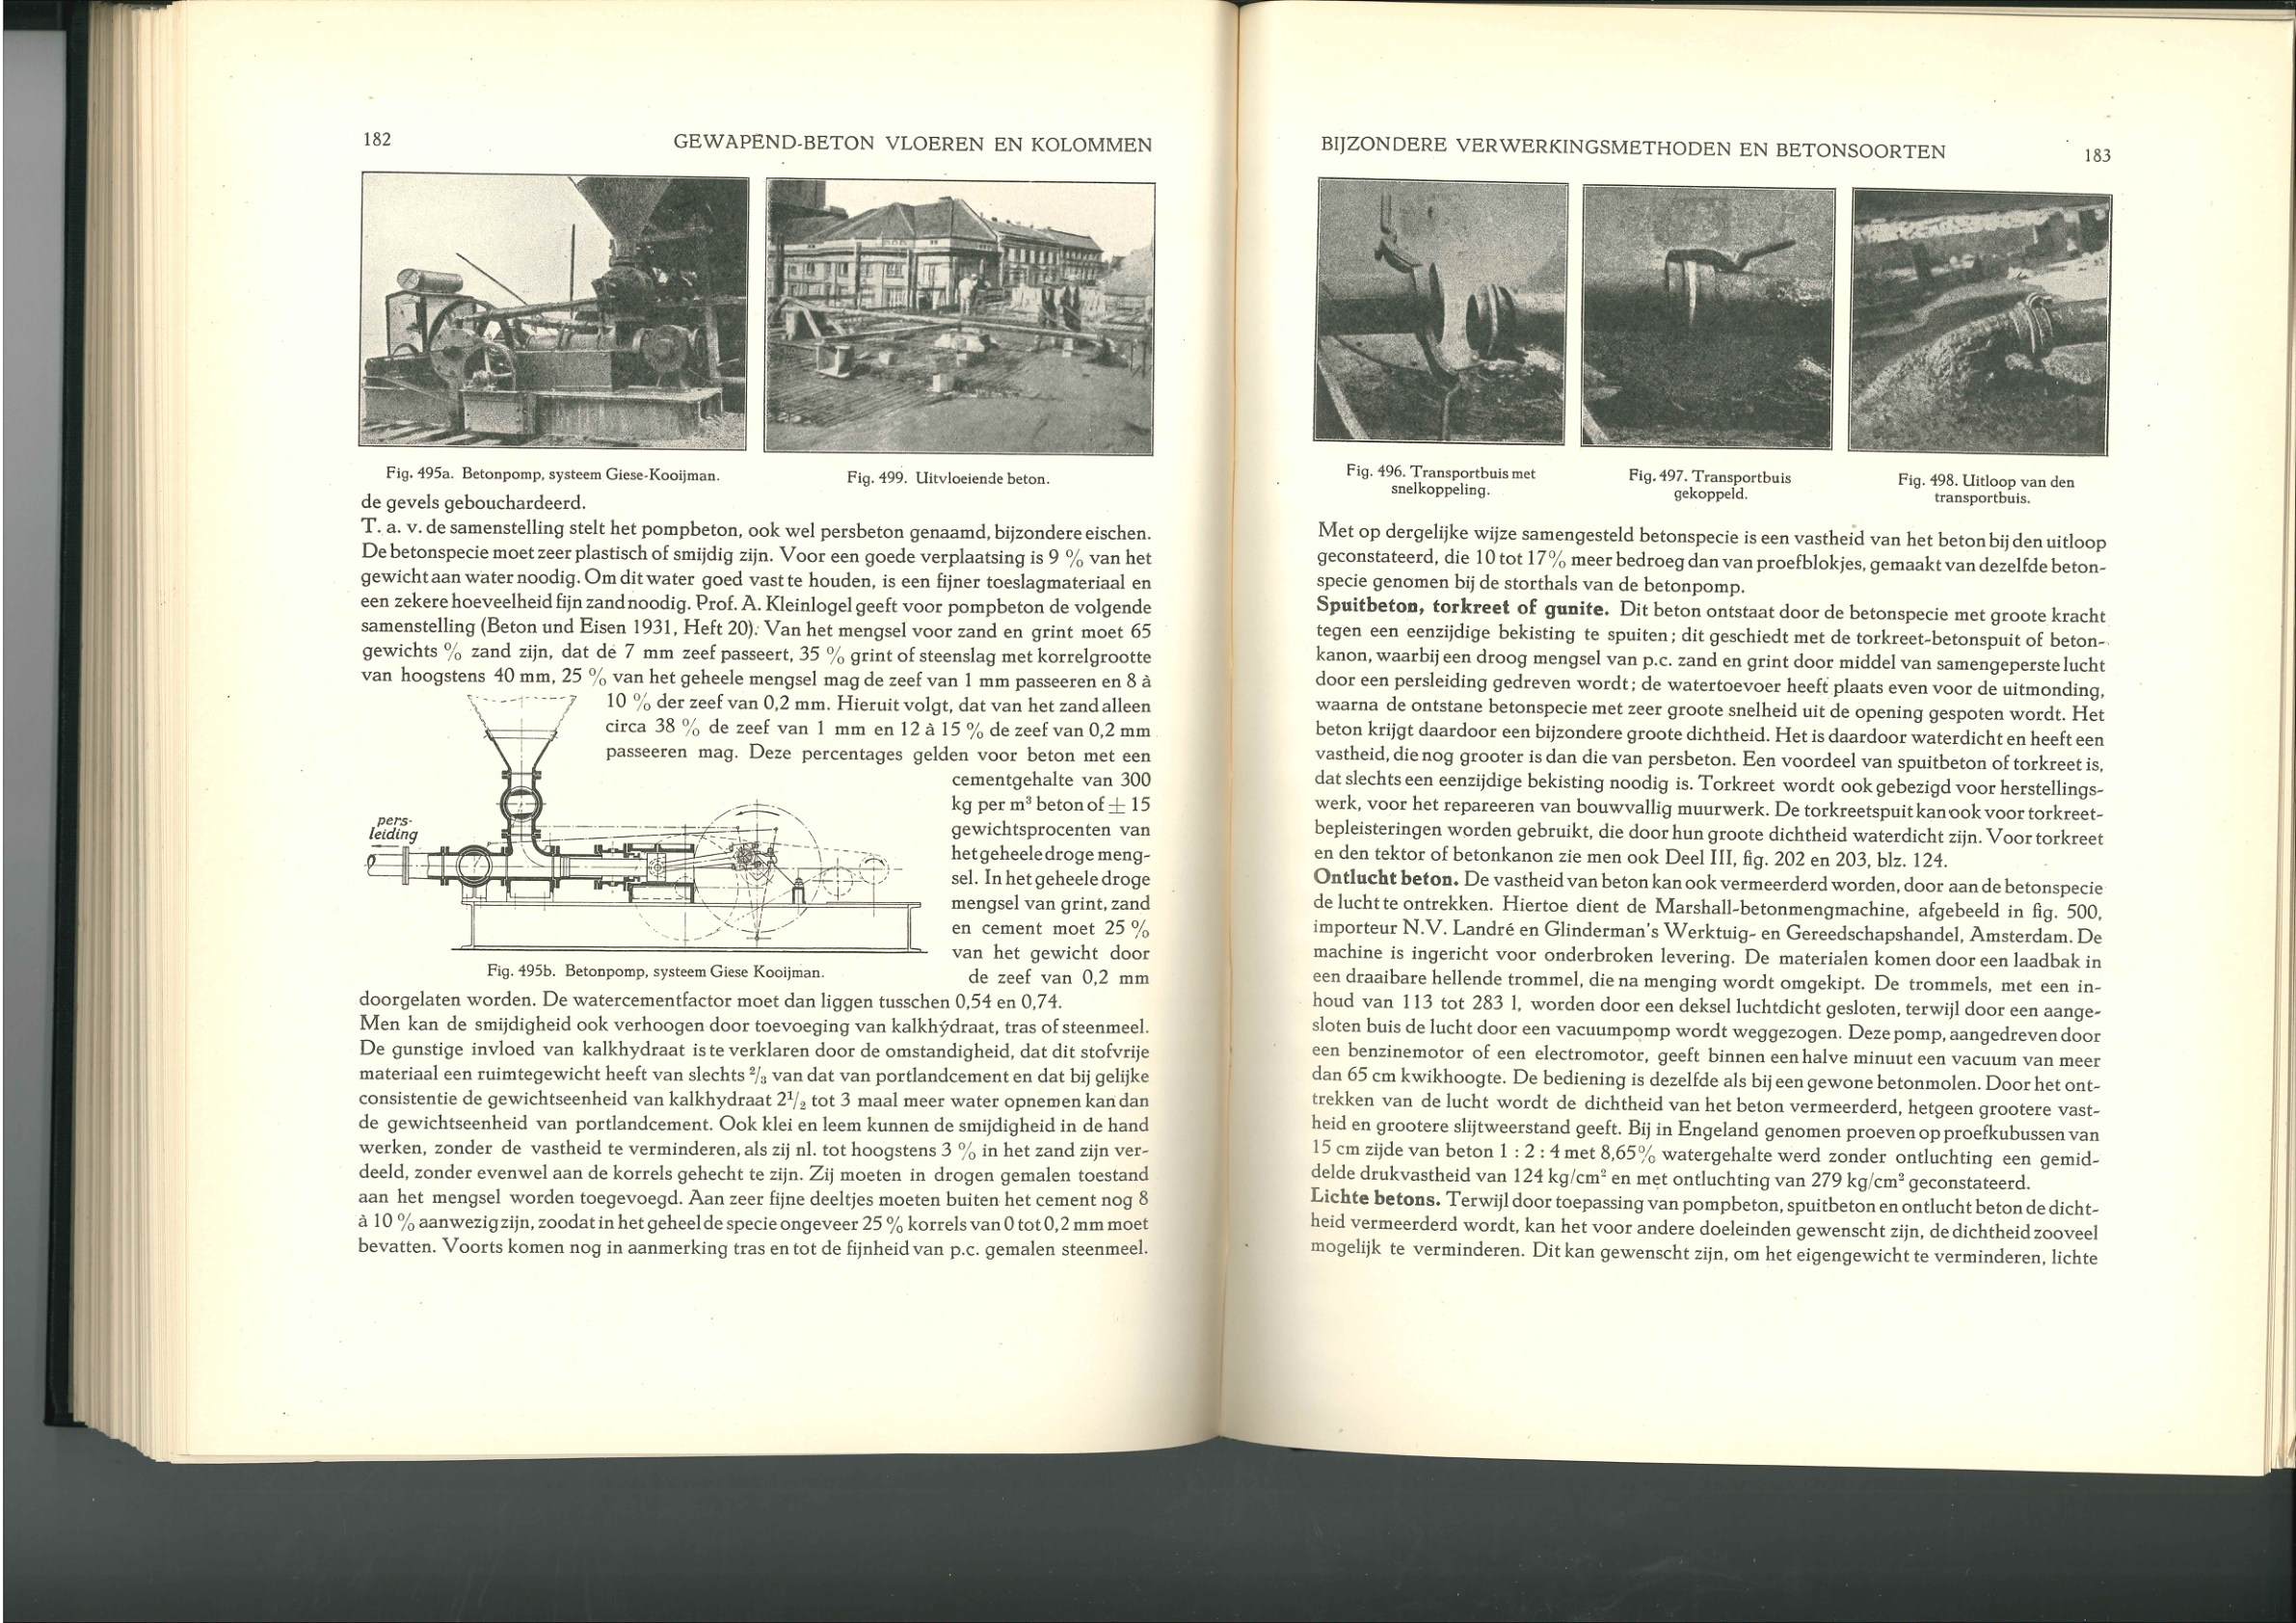 182
GEWAPEND-BETON VLOEREN EN KOLOMMEN
Fig. 495a. Betonpomp, systeem Giese-Kooijman.
Fig. 499. Uitvloeiende beton.
de gevels gebouchardeerd.
T. a. v. de samenstelling stelt het pompbeton, ook wel persbeton genaamd, bijzondere eischen.
De betonspecie moet zeer plastisch of smijdig zijn. Voor een goede verplaatsing is 9 % van het
gewicht aan water noodig. Om dit water goed vast te houden, is een fijner toeslagmateriaal en
een zekere hoeveelheid fijn zand noodig. Prof. A. Kleinlogel geeft voor pompbeton de volgende
samenstelling (Beton und Eisen 1931, Heft 20). Van het mengsel voor zand en grint moet 65
gewichts % zand zijn, dat de 7 mm zeef passeert, 35 % grint of steenslag met korrelgrootte
van hoogstens 40 mm, 25 % van het geheele mengsel mag de zeef van 1 mm passeeren en 8 à
10 % der zeef van 0,2 mm. Hieruit volgt, dat van het zand alleen
circa 38 % de zeef van 1 mm en 12 à 15 % de zeef van 0,2 mm
passeeren mag. Deze percentages gelden voor beton met een
cementgehalte van 300
kg per m³ beton of ± 15
gewichtsprocenten van
het geheele droge meng-
sel. In het geheele droge
mengsel van grint, zand
en cement moet 25 %
van het gewicht door
de zeef van 0,2 mm
pers-
leiding
Fig. 495b. Betonpomp, systeem Giese Kooijman.
doorgelaten worden. De watercementfactor moet dan liggen tusschen 0,54 en 0,74.
Men kan de smijdigheid ook verhoogen door toevoeging van kalkhydraat, tras of steenmeel.
De gunstige invloed van kalkhydraat is te verklaren door de omstandigheid, dat dit stofvrije
materiaal een ruimtegewicht heeft van slechts ²/₃ van dat van portlandcement en dat bij gelijke
consistentie de gewichtseenheid van kalkhydraat 2¹/₂ tot 3 maal meer water opnemen kan dan
de gewichtseenheid van portlandcement. Ook klei en leem kunnen de smijdigheid in de hand
werken, zonder de vastheid te verminderen, als zij nl. tot hoogstens 3 % in het zand zijn ver-
deeld, zonder evenwel aan de korrels gehecht te zijn. Zij moeten in drogen gemalen toestand
aan het mengsel worden toegevoegd. Aan zeer fijne deeltjes moeten buiten het cement nog 8
à 10 % aanwezig zijn, zoodat in het geheel de specie ongeveer 25 % korrels van 0 tot 0,2 mm moet
bevatten. Voorts komen nog in aanmerking tras en tot de fijnheid van p.c. gemalen steenmeel.
BIJZONDERE VERWERKINGSMETHODEN EN BETONSOORTEN
183
Fig. 496. Transportbuis met
snelkoppeling.
Fig. 497. Transportbuis
gekoppeld.
Fig. 498. Uitloop van den
transportbuis.
Met op dergelijke wijze samengesteld betonspecie is een vastheid van het beton bij den uitloop
geconstateerd, die 10 tot 17% meer bedroeg dan van proefblokjes, gemaakt van dezelfde beton-
specie genomen bij de storthals van de betonpomp.
Spuitbeton, torkreet of gunite. Dit beton ontstaat door de betonspecie met groote kracht
tegen een eenzijdige bekisting te spuiten; dit geschiedt met de torkreet-betonspuit of beton-
kanon, waarbij een droog mengsel van p.c. zand en grint door middel van samengeperste lucht
door een persleiding gedreven wordt; de watertoevoer heeft plaats even voor de uitmonding,
waarna de ontstane betonspecie met zeer groote snelheid uit de opening gespoten wordt. Het
beton krijgt daardoor een bijzondere groote dichtheid. Het is daardoor waterdicht en heeft een
vastheid, die nog grooter is dan die van persbeton. Een voordeel van spuitbeton of torkreet is,
dat slechts een eenzijdige bekisting noodig is. Torkreet wordt ook gebezigd voor herstellings-
werk, voor het repareeren van bouwvallig muurwerk. De torkreetspuit kan ook voor torkreet-
bepleisteringen worden gebruikt, die door hun groote dichtheid waterdicht zijn. Voor torkreet
en den tektor of betonkanon zie men ook Deel III, fig. 202 en 203, blz. 124.
Ontlucht beton. De vastheid van beton kan ook vermeerderd worden, door aan de betonspecie
de lucht te ontrekken. Hiertoe dient de Marshall-betonmengmachine, afgebeeld in fig. 500,
importeur N.V. Landré en Glinderman's Werktuig- en Gereedschapshandel, Amsterdam. De
machine is ingericht voor onderbroken levering. De materialen komen door een laadbak in
een draaibare hellende trommel, die na menging wordt omgekipt. De trommels, met een in-
houd van 113 tot 283 l, worden door een deksel luchtdicht gesloten, terwijl door een aange-
sloten buis de lucht door een vacuumpomp wordt weggezogen. Deze pomp, aangedreven door
een benzinemotor of een electromotor, geeft binnen een halve minuut een vacuum van meer
dan 65 cm kwikhoogte. De bediening is dezelfde als bij een gewone betonmolen. Door het ont-
trekken van de lucht wordt de dichtheid van het beton vermeerderd, hetgeen grootere vast-
heid en grootere slijtweerstand geeft. Bij in Engeland genomen proeven op proefkubussen van
15 cm zijde van beton 1 : 2 : 4 met 8,65% watergehalte werd zonder ontluchting een gemid-
delde drukvastheid van 124 kg/cm² en met ontluchting van 279 kg/cm² geconstateerd.
Lichte betons. Terwijl door toepassing van pompbeton, spuitbeton en ontlucht beton de dicht-
heid vermeerderd wordt, kan het voor andere doeleinden gewenscht zijn, de dichtheid zooveel
mogelijk te verminderen. Dit kan gewenscht zijn, om het eigengewicht te verminderen, lichte